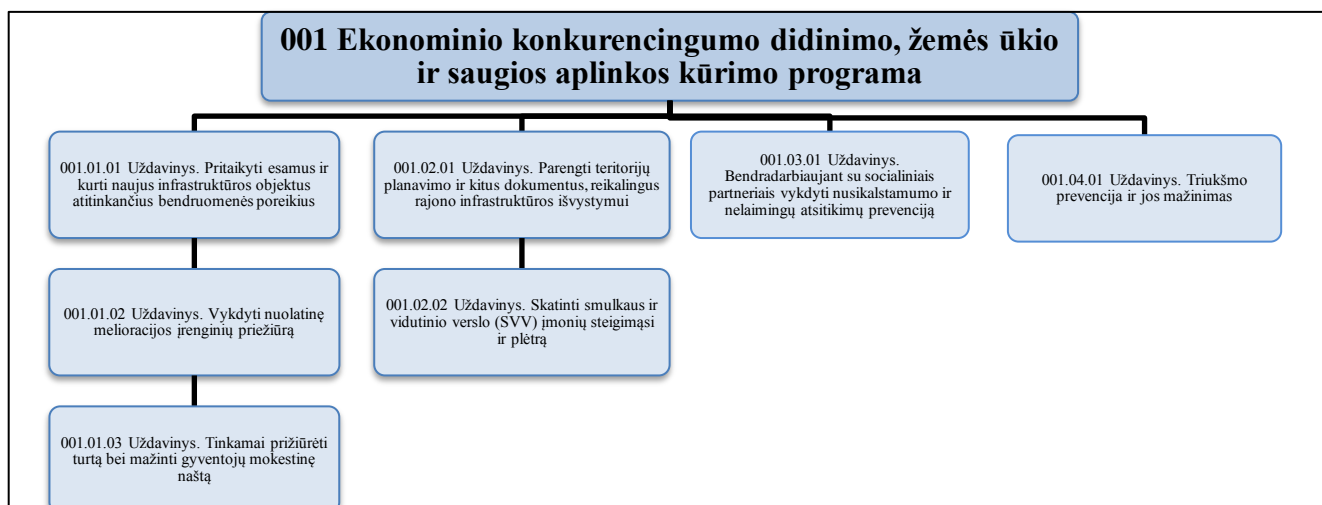 001 Ekonominio konkurencingumo didinimo, žemės ūkio
ir saugios aplinkos kūrimo programa
001.01.01 Uždavinys. Pritaikyti esamus ir
kurti naujus infrastruktūros objektus
atitinkančius bendruomenės poreikius
001.02.01 Uždavinys. Parengti teritorijų
planavimo ir kitus dokumentus, reikalingus
rajono infrastruktūros išvystymui
001.03.01 Uždavinys.
Bendradarbiaujant su socialiniais
partneriais vykdyti nusikalstamumo ir
nelaimingų atsitikimų prevenciją
001.04.01 Uždavinys. Triukšmo
prevencija ir jos mažinimas
001.01.02 Uždavinys. Vykdyti nuolatinę
melioracijos įrenginių priežiūrą
001.02.02 Uždavinys. Skatinti smulkaus ir
vidutinio verslo (SVV) įmonių steigimąsi
ir plėtrą
001.01.03 Uždavinys. Tinkamai prižiūrėti
turtą bei mažinti gyventojų mokestinę
naštą